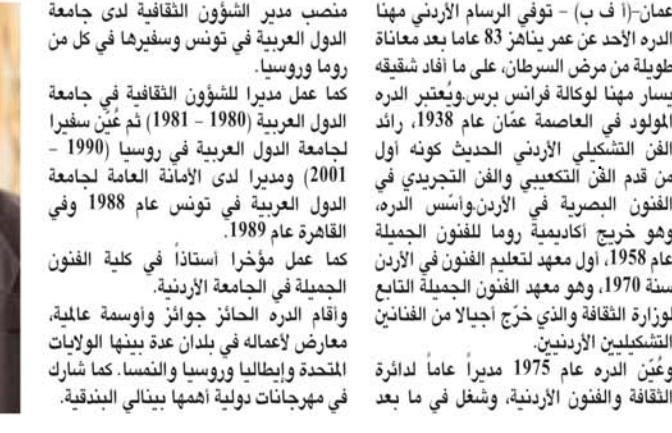 عمان-(أ ف ب) - توفي الرسام الأردني مهنا
الدره الأحد عن عمر يناهز 83 عاما بعد معاناة
طويلة من مرض السرطان، على ما أفاد شقيقه
يسار مهنا لوكالة فرانس برس.ويُعتبر الدره
المولود في العاصمة عمّان عام 1938، رائد
الفن التشكيلي الأردني الحديث كونه أول
من قدم الفن التكعيبي والفن التجريدي في
الفنون البصرية في الأردن.وأسّس الدره،
وهو خريج أكاديمية روما للفنون الجميلة
عام 1958، أول معهد لتعليم الفنون في الأردن
سنة 1970، وهو معهد الفنون الجميلة التابع
لوزارة الثقافة والذي خرّج أجيالا من الفنانين
التشكيليين الأردنيين.
وعُيّن الدره عام 1975 مديراً عاماً لدائرة
الثقافة والفنون الأردنية، وشغل في ما بعد
منصب مدير الشؤون الثقافية لدى جامعة
الدول العربية في تونس وسفيرها في كل من
روما وروسيا.
كما عمل مديرا للشؤون الثقافية في جامعة
الدول العربية (1980 - 1981) ثم عُيّن سفيرا
لجامعة الدول العربية في روسيا (1990 -
2001) ومديرا لدى الأمانة العامة لجامعة
الدول العربية في تونس عام 1988 وفي
القاهرة عام 1989.
كما عمل مؤخرا أستاذاً في كلية الفنون
الجميلة في الجامعة الأردنية.
وأقام الدره الحائز جوائز وأوسمة عالمية،
معارض لأعماله في بلدان عدة بينها الولايات
المتحدة وإيطاليا وروسيا والنمسا. كما شارك
في مهرجانات دولية أهمها بينالي البندقية.